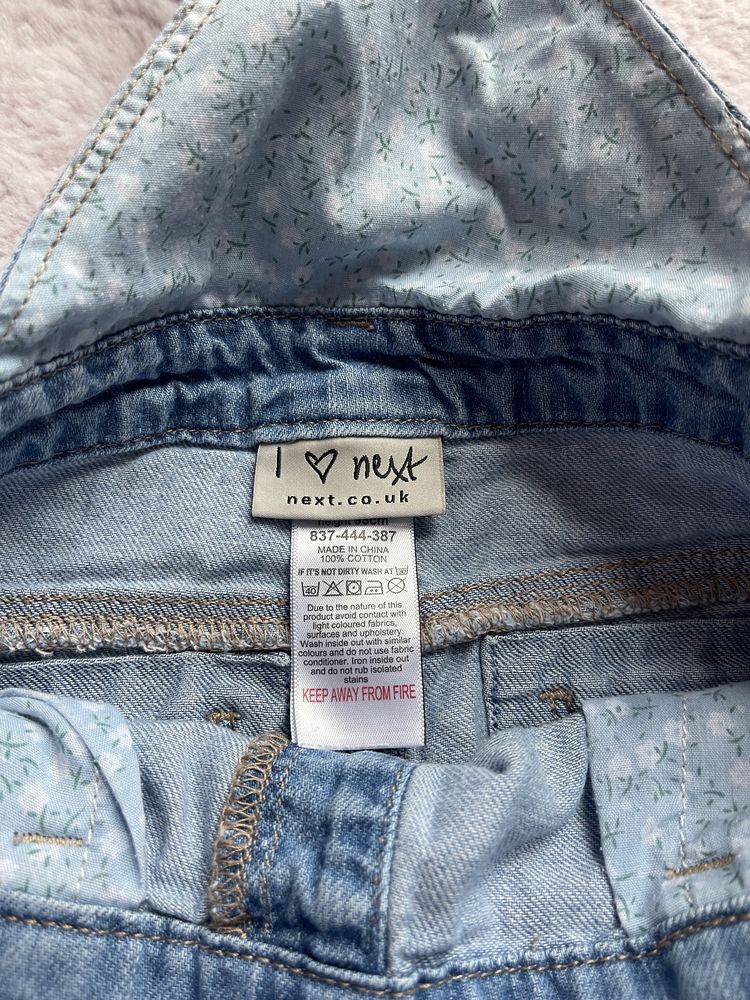 I ♡ next
next.co.uk
height 98cm
837-444-387
MADE IN CHINA
100% COTTON
IF IT'S NOT DIRTY WASH AT 30
40
Due to the nature of this
product avoid contact with
light coloured fabrics,
surfaces and upholstery.
Wash inside out with similar
colours and do not use fabric
conditioner. Iron inside out
and do not rub isolated
stains
KEEP AWAY FROM FIRE